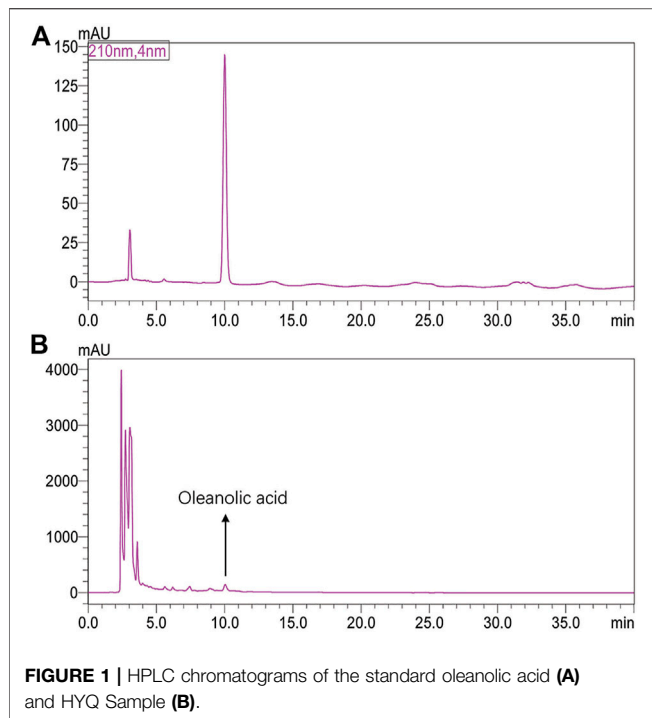 A
mAU
210nm,4nm
150
125
100
75
50
25
0
0.0 5.0 10.0 15.0 20.0 25.0 30.0 35.0 min
B
mAU
4000
3000
2000
1000
0
Oleanolic acid
0.0 5.0 10.0 15.0 20.0 25.0 30.0 35.0 min
FIGURE 1 | HPLC chromatograms of the standard oleanolic acid (A)
and HYQ Sample (B).